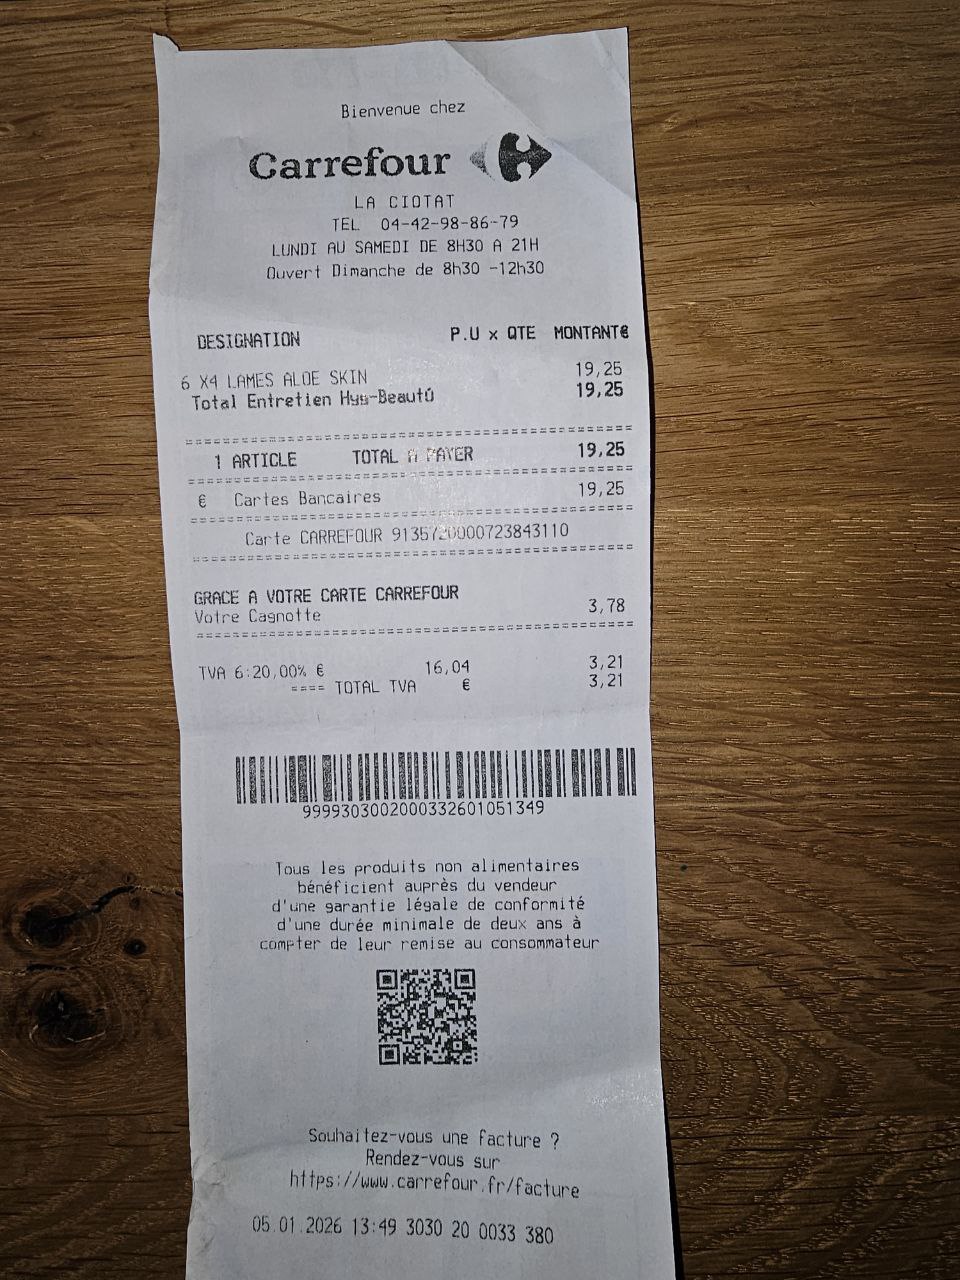 Bienvenue chez
Carrefour
LA CIOTAT
TEL 04-42-98-86-79
LUNDI AU SAMEDI DE 8H30 A 21H
Ouvert Dimanche de 8h30 -12h30
DESIGNATION P.U x QTE MONTANT€
6 X4 LAMES ALOE SKIN 19,25
Total Entretien Hyg-Beautú 19,25
1 ARTICLE TOTAL A PAYER 19,25
€ Cartes Bancaires 19,25
Carte CARREFOUR 9135720000723843110
GRACE A VOTRE CARTE CARREFOUR
Votre Cagnotte 3,78
TVA 6:20,00% € 16,04 3,21
==== TOTAL TVA € 3,21
9999303002000332601051349
Tous les produits non alimentaires
bénéficient auprès du vendeur
d'une garantie légale de conformité
d'une durée minimale de deux ans à
compter de leur remise au consommateur
Souhaitez-vous une facture ?
Rendez-vous sur
https://www.carrefour.fr/facture
05.01.2026 13:49 3030 20 0033 380